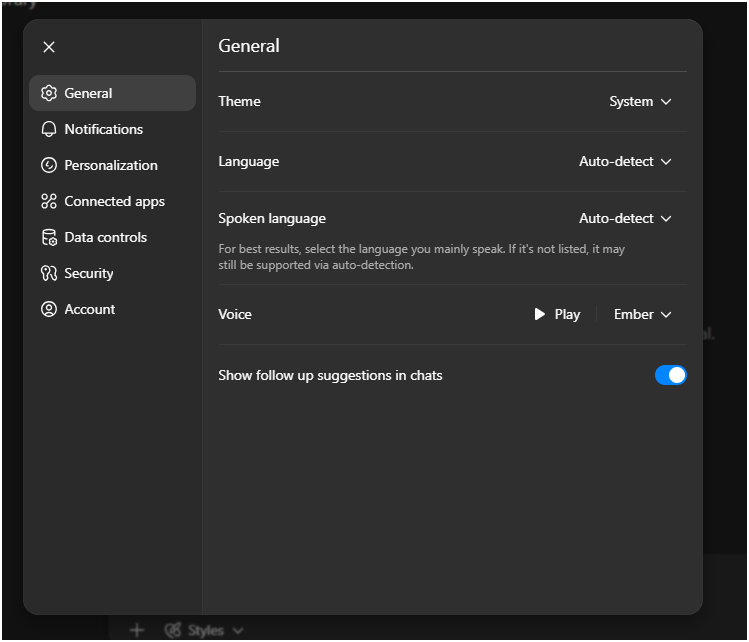 General
Notifications
Personalization
Connected apps
Data controls
Security
Account
General
Theme
System
Language
Auto-detect
Spoken language
Auto-detect
For best results, select the language you mainly speak. If it's not listed, it may
still be supported via auto-detection.
Voice
Play
Ember
Show follow up suggestions in chats
Styles